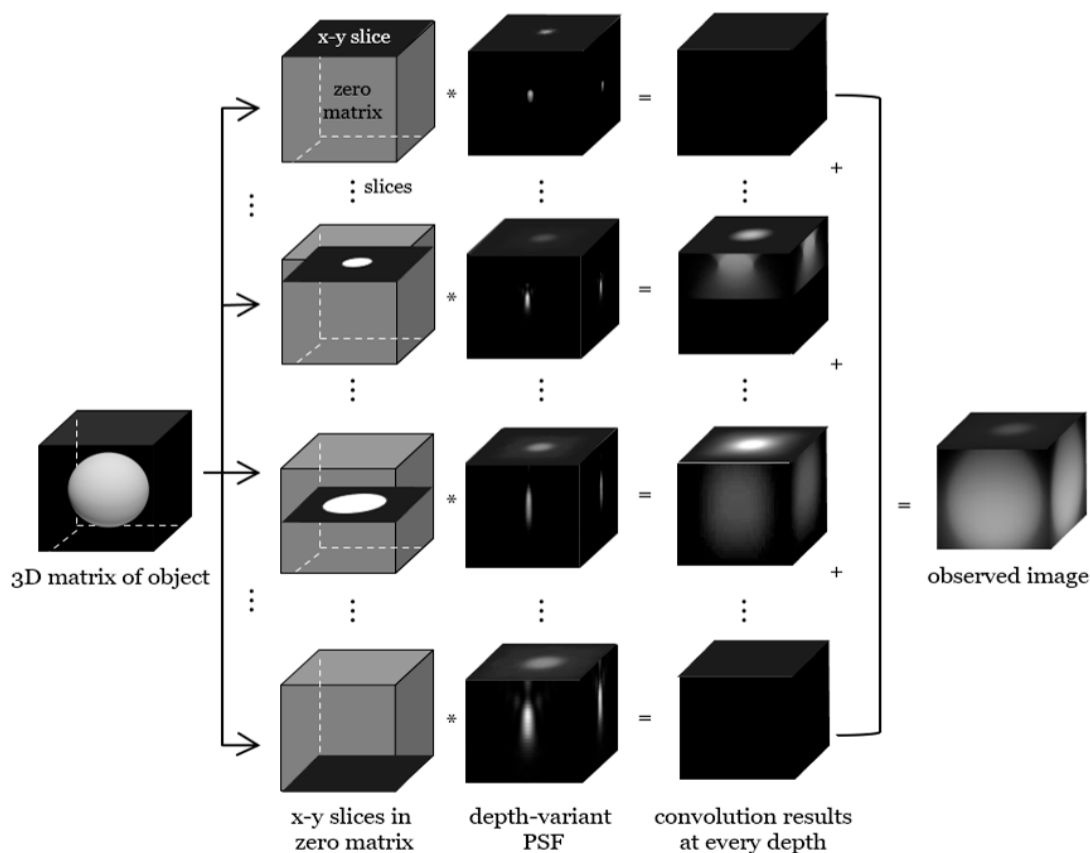 x-y slice
zero
matrix
*
=
+
slices
*
=
+
*
=
+
=
3D matrix of object
observed image
*
=
x-y slices in
zero matrix
depth-variant
PSF
convolution results
at every depth